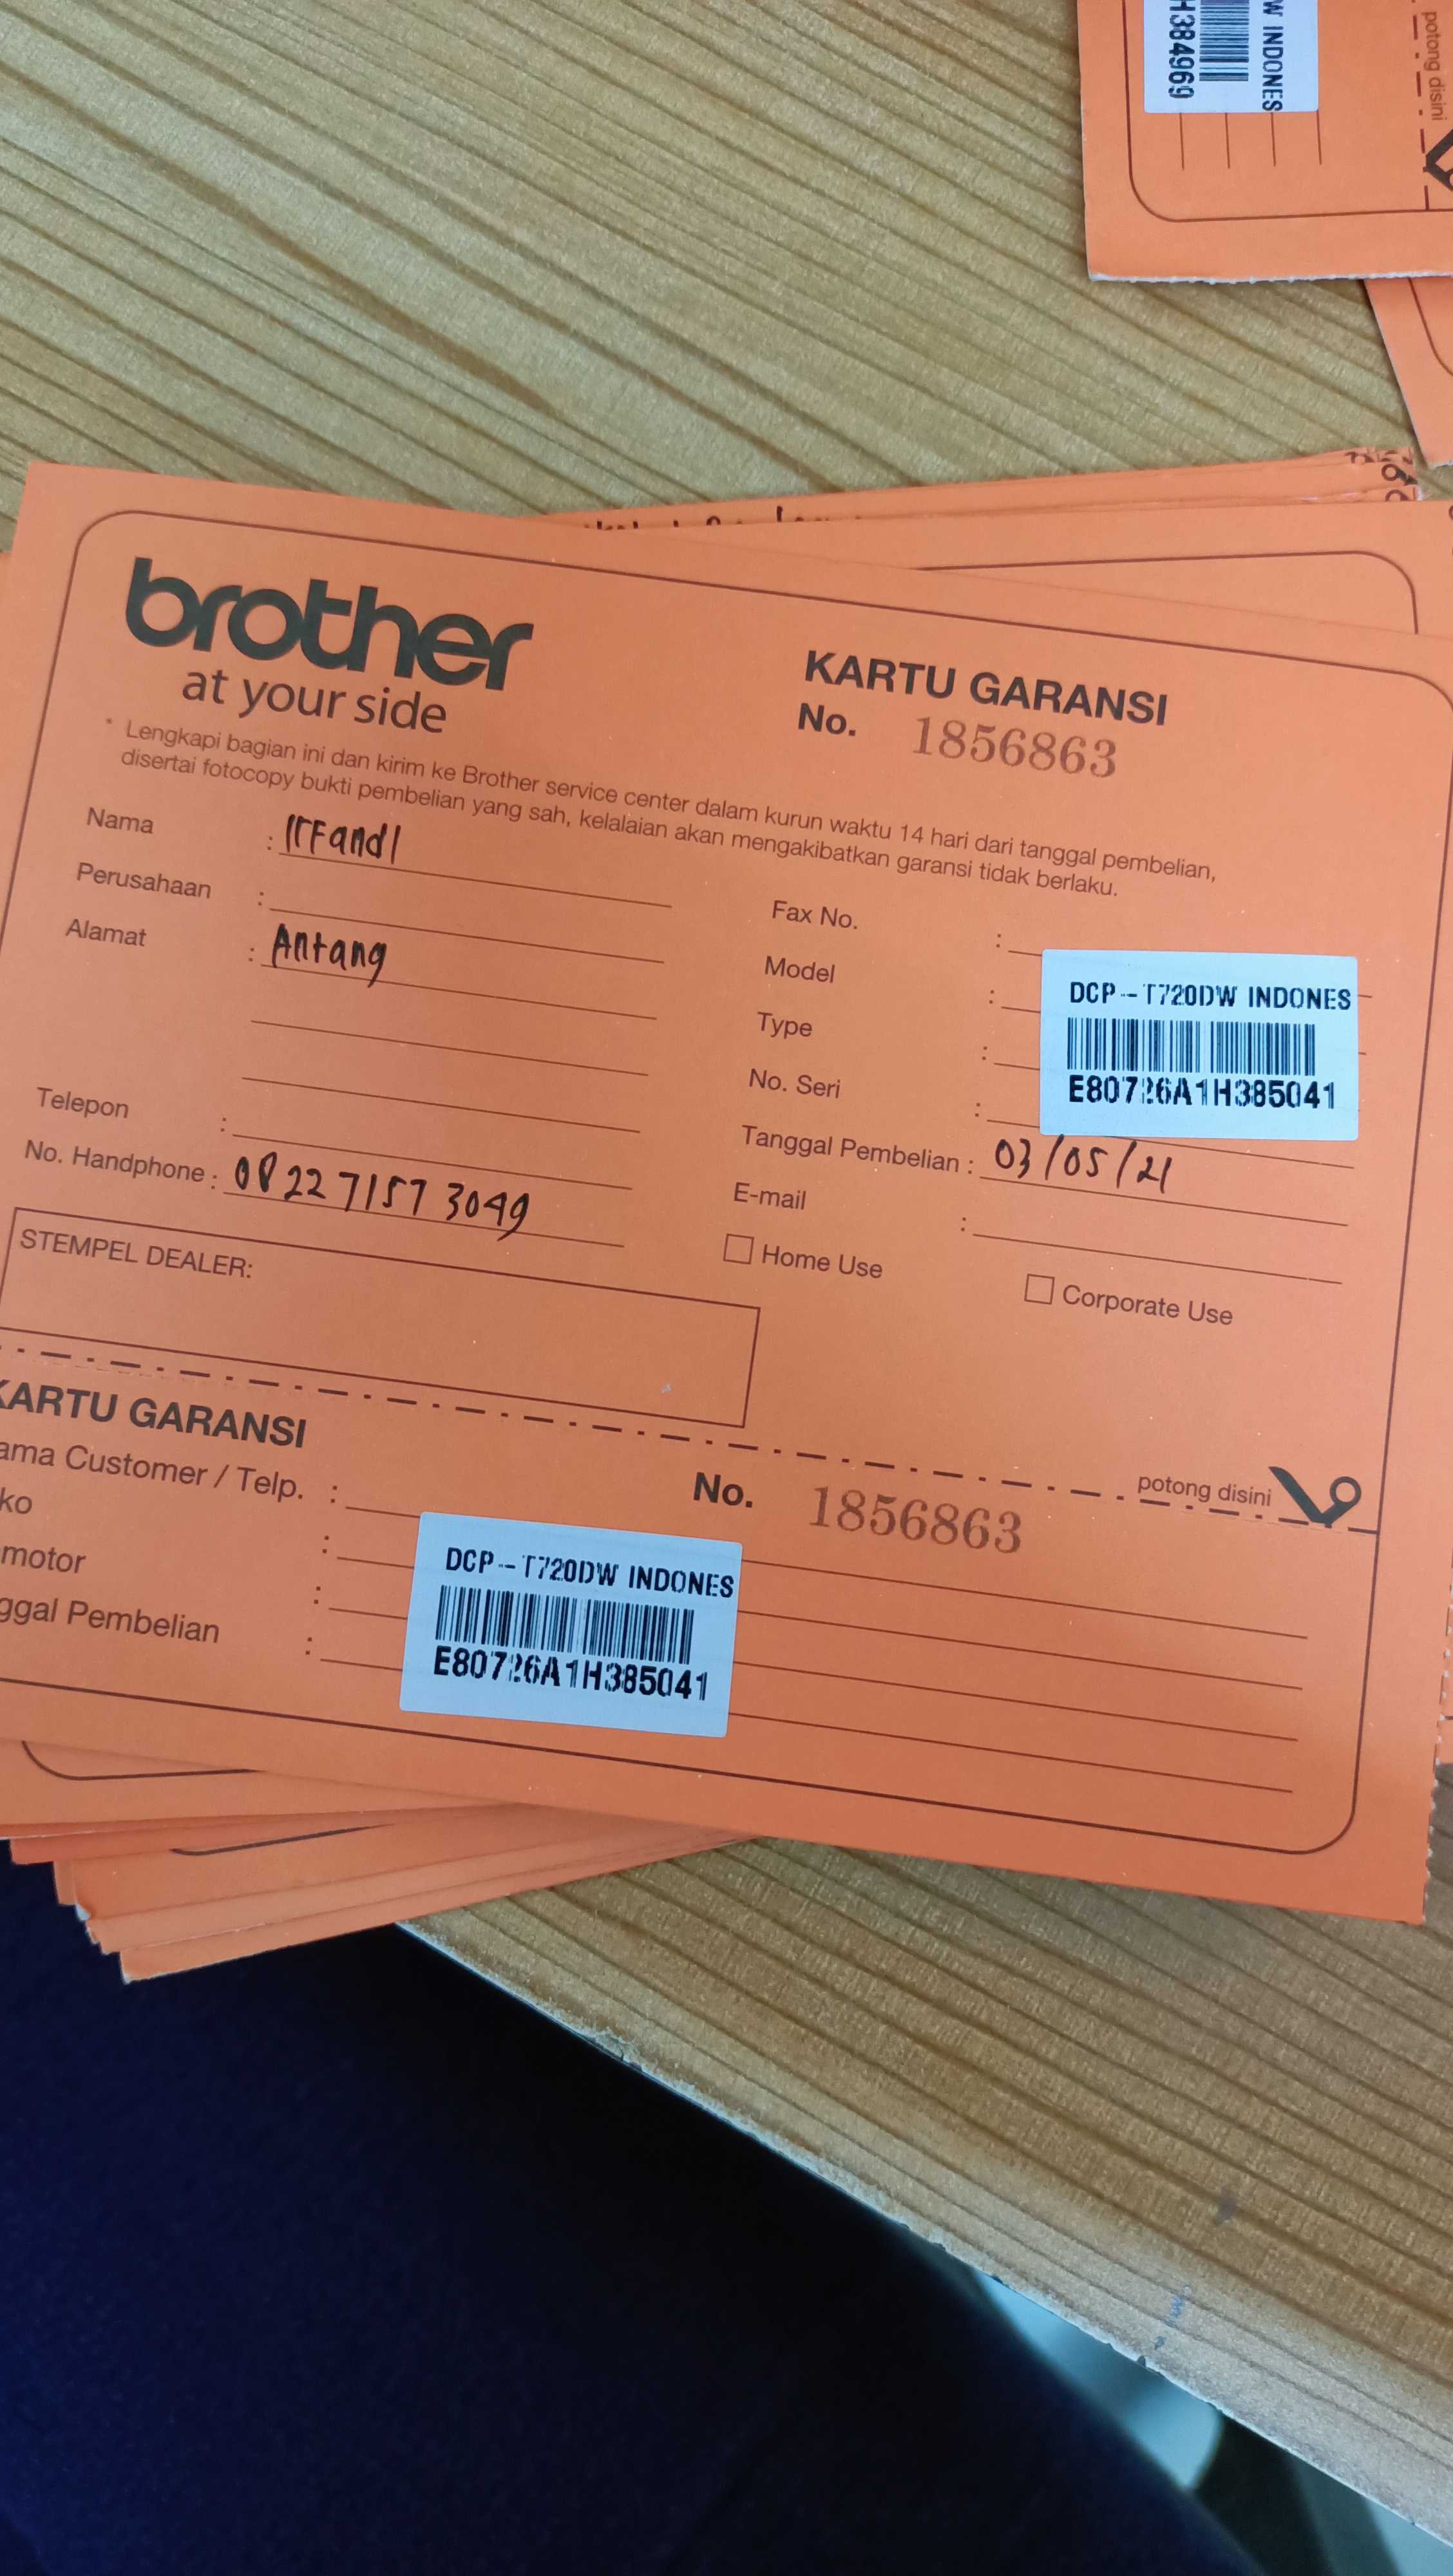 H384969
W INDONES
potong disini
brother
at your side
KARTU GARANSI
No. 1856863
* Lengkapi bagian ini dan kirim ke Brother service center dalam kurun waktu 14 hari dari tanggal pembelian,
disertai fotocopy bukti pembelian yang sah, kelalaian akan mengakibatkan garansi tidak berlaku.
Nama : Irfandi
Perusahaan :
Alamat : Antang
Telepon :
No. Handphone : 0822 7157 3049
Fax No. :
Model :
Type :
No. Seri :
DCP-T720DW INDONES
E80726A1H385041
Tanggal Pembelian : 03/05/21
E-mail :
Home Use
Corporate Use
STEMPEL DEALER:
potong disini
KARTU GARANSI
No. 1856863
ama Customer / Telp. :
ko :
motor :
ggal Pembelian :
DCP-T720DW INDONES
E80726A1H385041